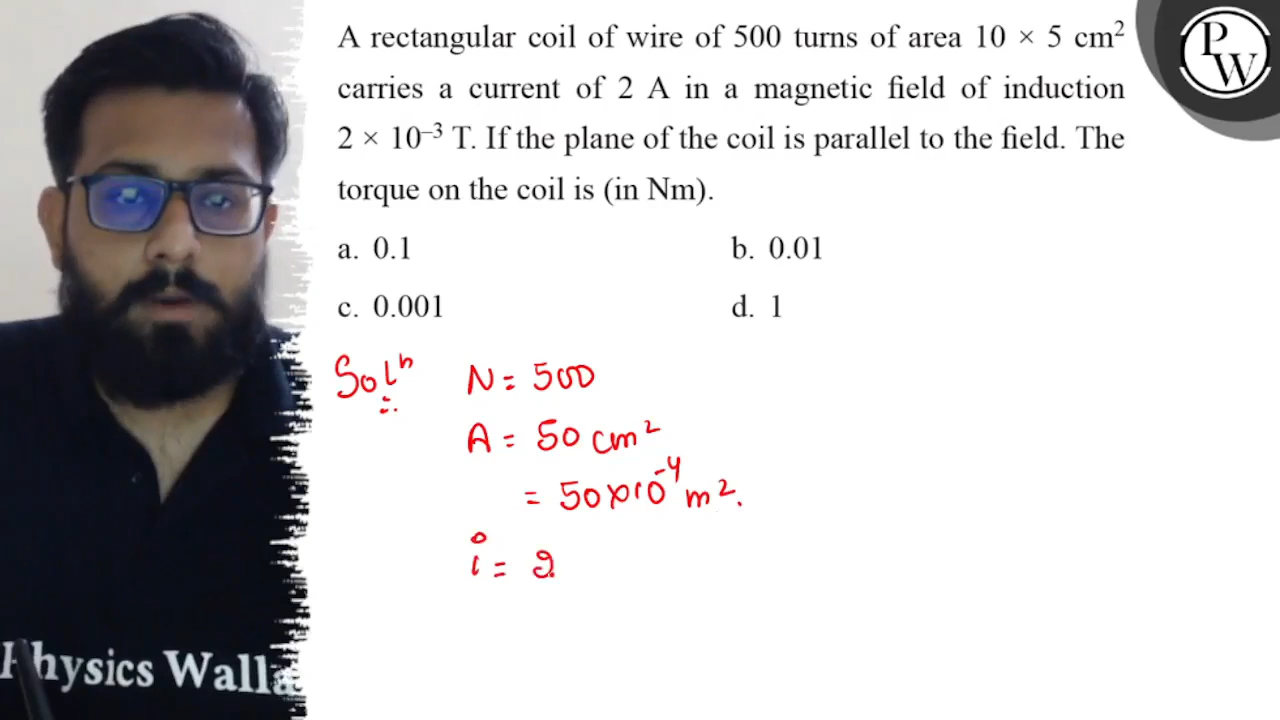 A rectangular coil of wire of 500 turns of area 10 × 5 cm²
carries a current of 2 A in a magnetic field of induction
2 × 10⁻³ T. If the plane of the coil is parallel to the field. The
torque on the coil is (in Nm).
a. 0.1 b. 0.01
c. 0.001 d. 1
Solⁿ N = 500
A = 50 cm²
= 50×10⁻⁴ m².
i = 2
PW
Physics Walla